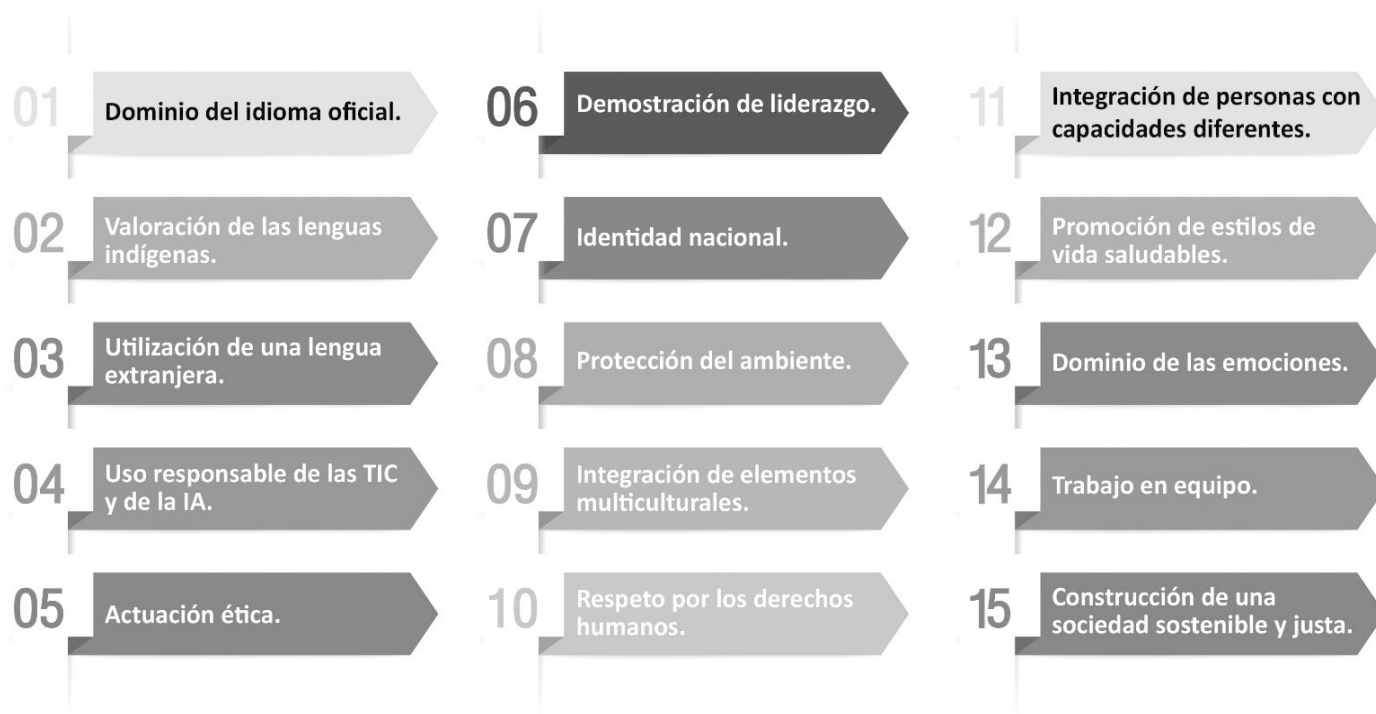 01
Dominio del idioma oficial.
02
Valoración de las lenguas
indígenas.
03
Utilización de una lengua
extranjera.
04
Uso responsable de las TIC
y de la IA.
05
Actuación ética.
06
Demostración de liderazgo.
07
Identidad nacional.
08
Protección del ambiente.
09
Integración de elementos
multiculturales.
10
Respeto por los derechos
humanos.
11
Integración de personas con
capacidades diferentes.
12
Promoción de estilos de
vida saludables.
13
Dominio de las emociones.
14
Trabajo en equipo.
15
Construcción de una
sociedad sostenible y justa.